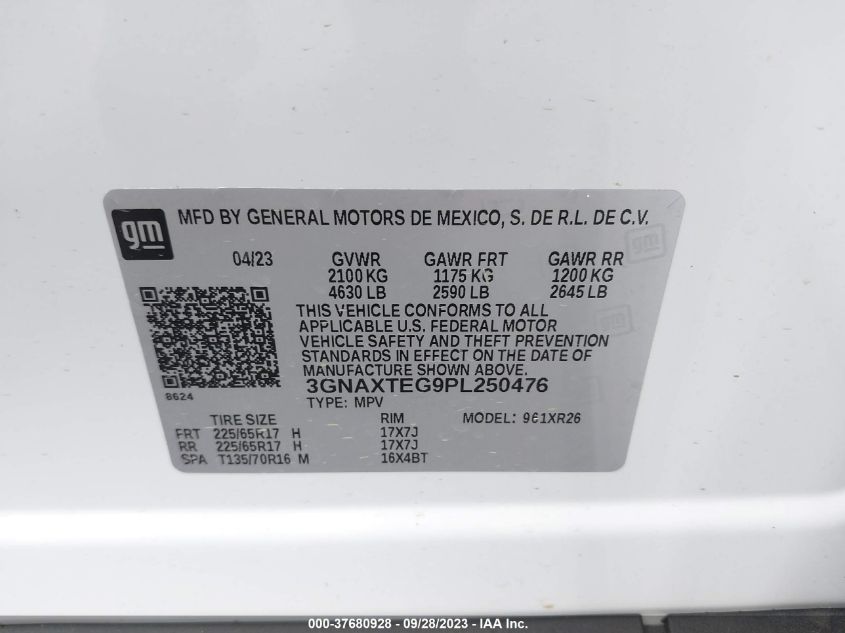 gm
MFD BY GENERAL MOTORS DE MEXICO, S. DE R.L. DE C.V.
04/23 GVWR GAWR FRT GAWR RR
2100 KG 1175 KG 1200 KG
4630 LB 2590 LB 2645 LB
THIS VEHICLE CONFORMS TO ALL
APPLICABLE U.S. FEDERAL MOTOR
VEHICLE SAFETY AND THEFT PREVENTION
STANDARDS IN EFFECT ON THE DATE OF
MANUFACTURE SHOWN ABOVE.
3GNAXTEG9PL250476
8624
TYPE: MPV
TIRE SIZE RIM MODEL: 961XR26
FRT 225/65R17 H 17X7J
RR 225/65R17 H 17X7J
SPA T135/70R16 M 16X4BT
000-37680928 - 09/28/2023 - IAA Inc.